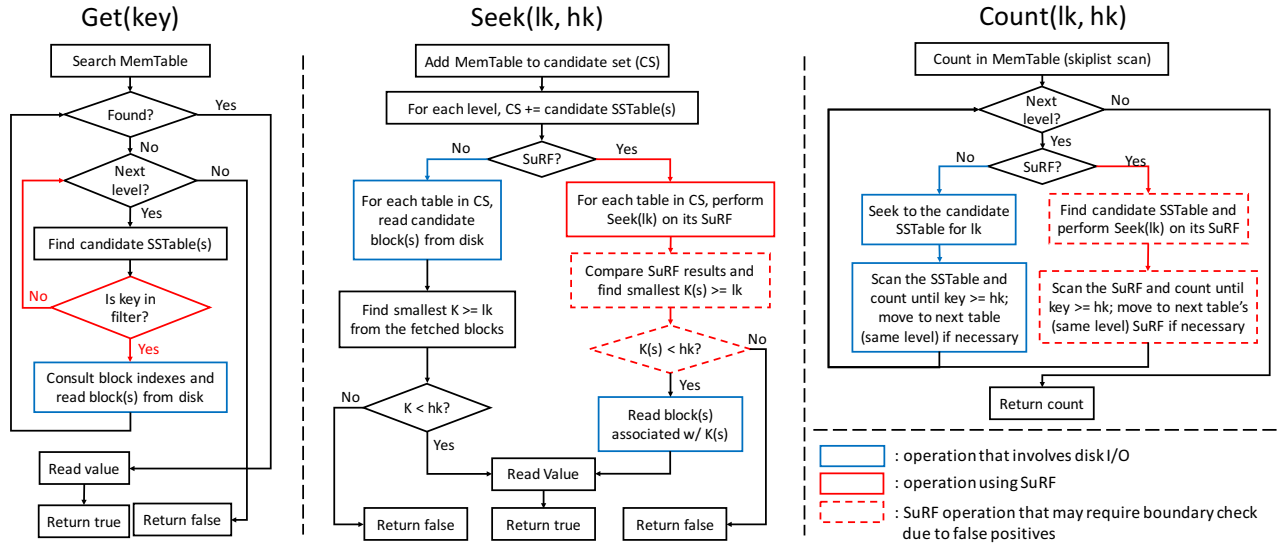 Get(key)
Search MemTable
Found?
Yes
No
Next
level?
No
Yes
Find candidate SSTable(s)
No
Is key in
filter?
Yes
Consult block indexes and
read block(s) from disk
Read value
Return true
Return false
Seek(lk, hk)
Add MemTable to candidate set (CS)
For each level, CS += candidate SSTable(s)
No
SuRF?
Yes
For each table in CS,
read candidate
block(s) from disk
For each table in CS, perform
Seek(lk) on its SuRF
Compare SuRF results and
find smallest K(s) >= lk
Find smallest K >= lk
from the fetched blocks
K(s) < hk?
No
Yes
No
K < hk?
Yes
Read block(s)
associated w/ K(s)
Read Value
Return false
Return true
Return false
Count(lk, hk)
Count in MemTable (skiplist scan)
Next
level?
No
Yes
No
SuRF?
Yes
Seek to the candidate
SSTable for lk
Find candidate SSTable and
perform Seek(lk) on its SuRF
Scan the SSTable and
count until key >= hk;
move to next table
(same level) if necessary
Scan the SuRF and count until
key >= hk; move to next table's
(same level) SuRF if necessary
Return count
: operation that involves disk I/O
: operation using SuRF
: SuRF operation that may require boundary check
due to false positives